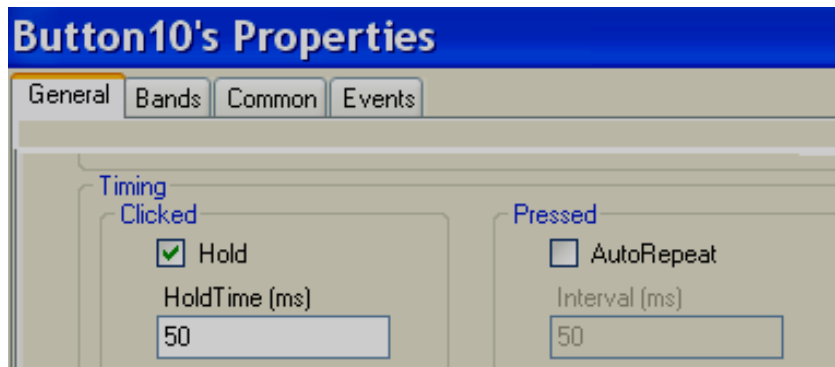 Button10's Properties
General Bands Common Events
Timing
Clicked Pressed
Hold AutoRepeat
HoldTime (ms) Interval (ms)
50 50